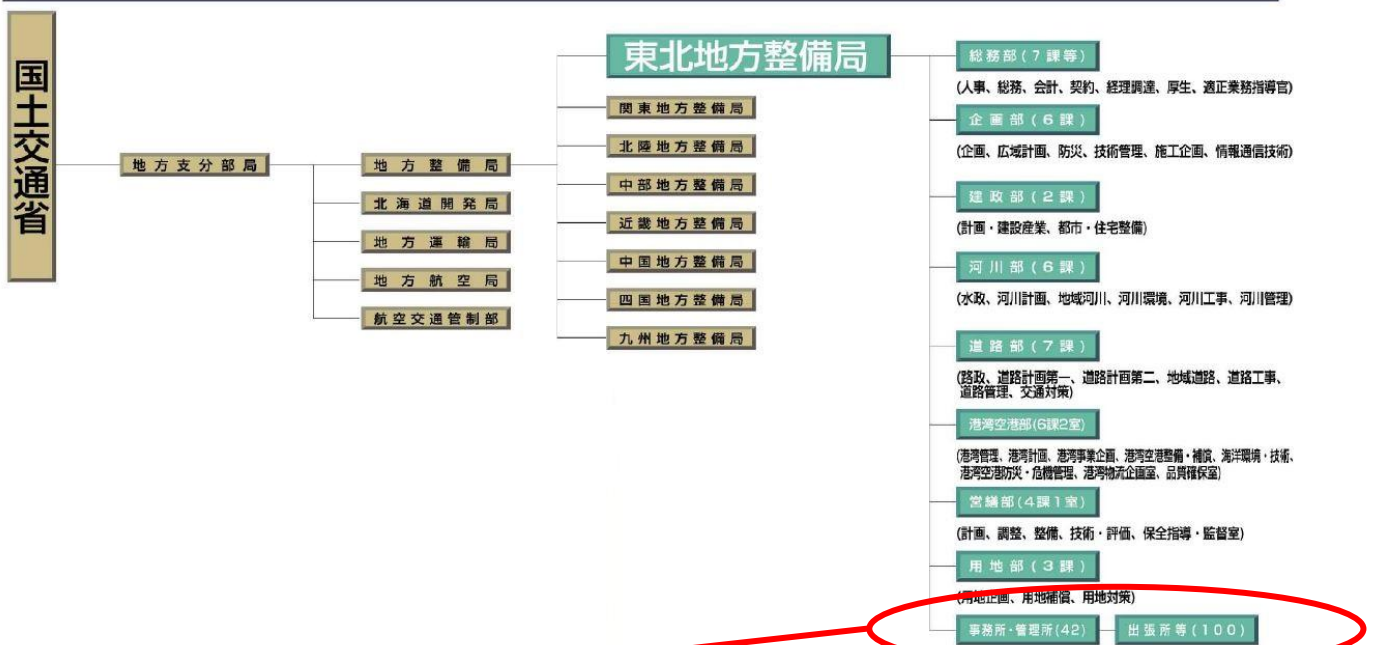 国土交通省
地方支分部局
地方整備局
北海道開発局
地方運輸局
地方航空局
航空交通管制部
東北地方整備局
関東地方整備局
北陸地方整備局
中部地方整備局
近畿地方整備局
中国地方整備局
四国地方整備局
九州地方整備局
総務部(7課等)
(人事、総務、会計、契約、経理調達、厚生、適正業務指導官)
企画部(6課)
(企画、広域計画、防災、技術管理、施工企画、情報通信技術)
建政部(2課)
(計画・建設産業、都市・住宅整備)
河川部(6課)
(水政、河川計画、地域河川、河川環境、河川工事、河川管理)
道路部(7課)
(路政、道路計画第一、道路計画第二、地域道路、道路工事、
道路管理、交通対策)
港湾空港部(6課2室)
(港湾管理、港湾計画、港湾事業企画、港湾空港整備・補償、海洋環境・技術、
港湾空港防災・危機管理、港湾物流企画室、品質確保室)
営繕部(4課1室)
(計画、調整、整備、技術・評価、保全指導・監督室)
用地部(3課)
(用地企画、用地補償、用地対策)
事務所・管理所(42)
出張所等(100)